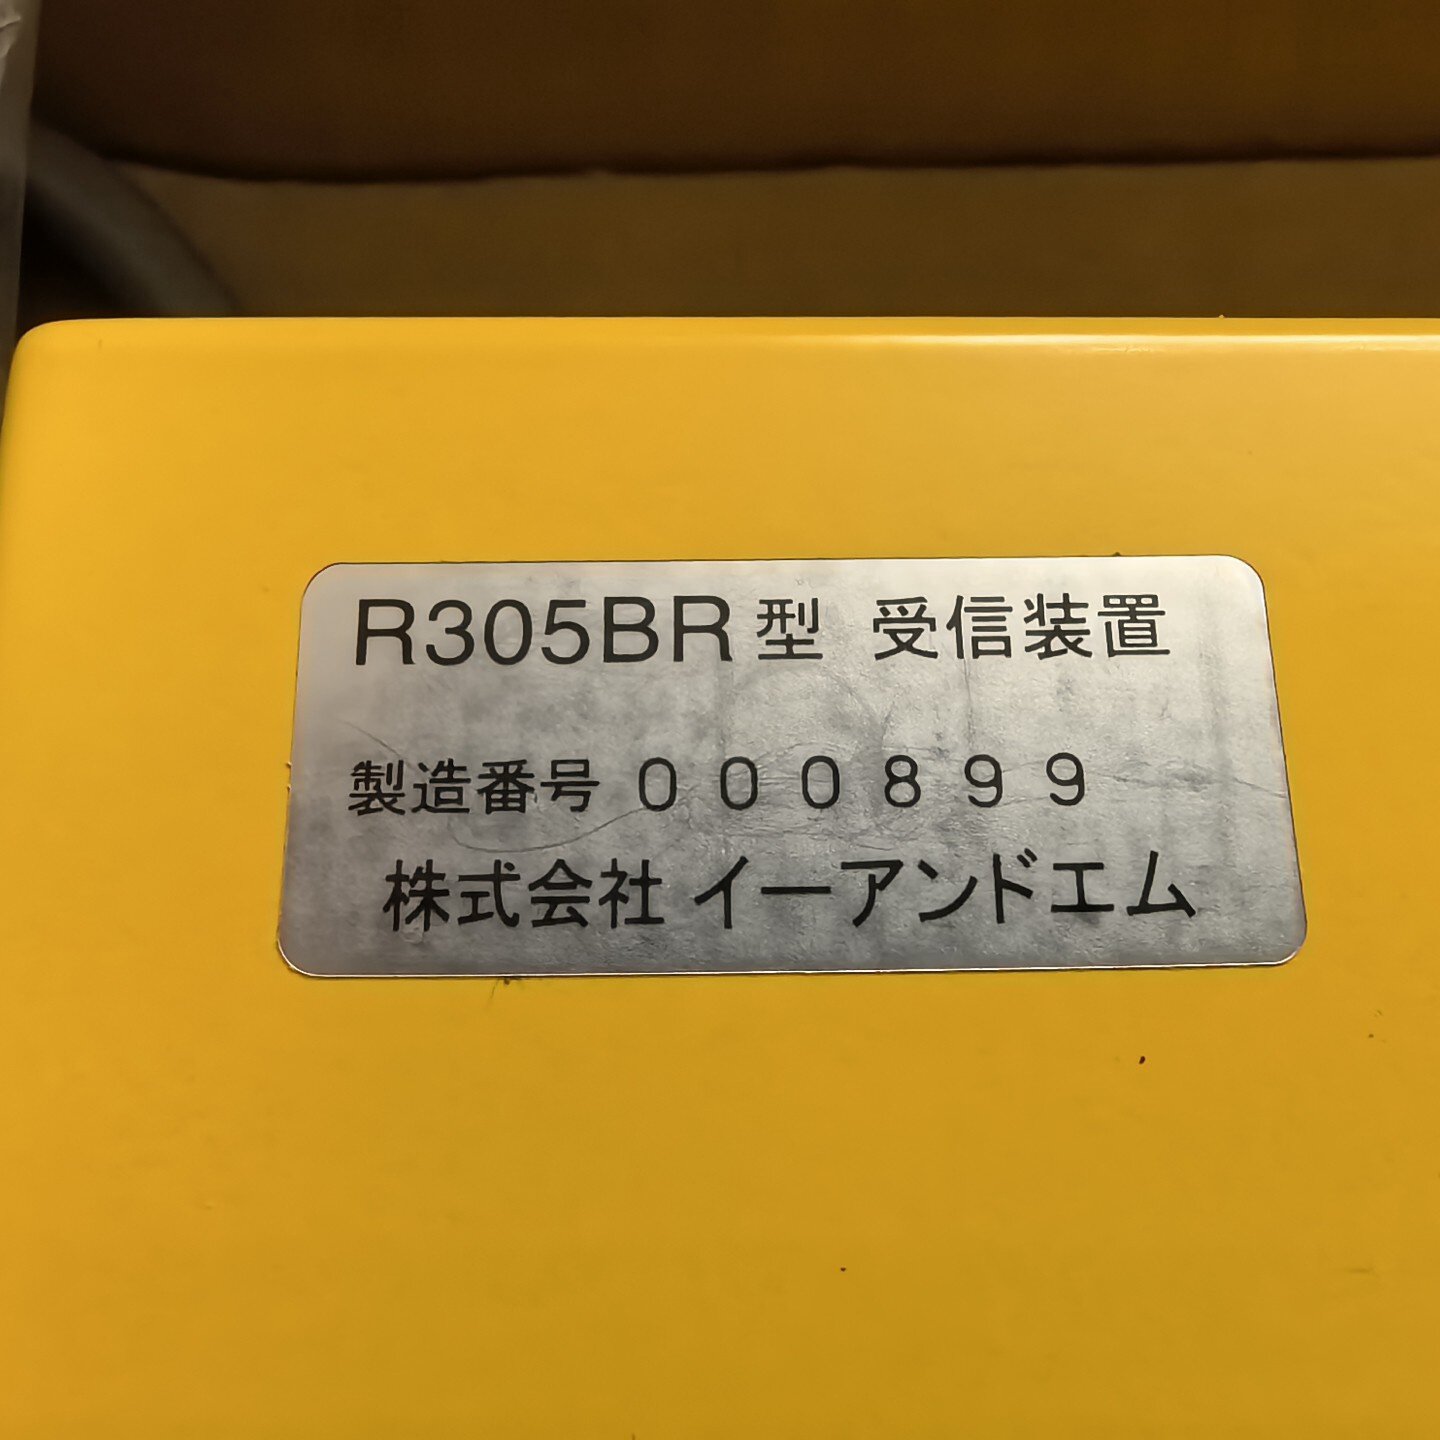 R305BR型 受信装置
製造番号 000899
株式会社 イーアンドエム